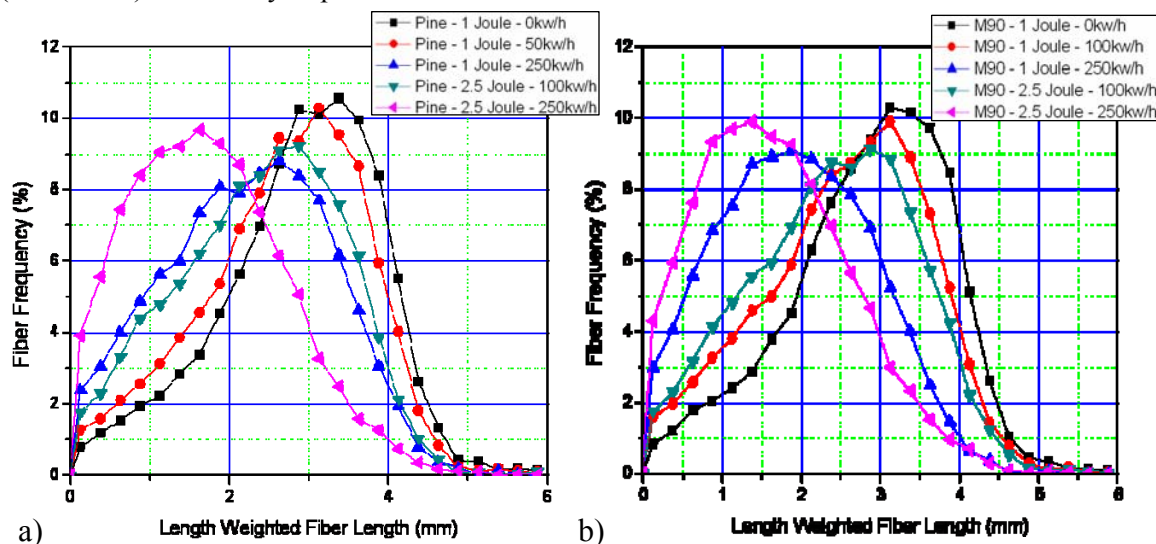 Pine - 1 Joule - 0kw/h
Pine - 1 Joule - 50kw/h
Pine - 1 Joule - 250kw/h
Pine - 2.5 Joule - 100kw/h
Pine - 2.5 Joule - 250kw/h
12
10
8
6
4
2
0
Fiber Frequency (%)
0 2 4 6
Length Weighted Fiber Length (mm)
a)
M90 - 1 Joule - 0kw/h
M90 - 1 Joule - 100kw/h
M90 - 1 Joule - 250kw/h
M90 - 2.5 Joule - 100kw/h
M90 - 2.5 Joule - 250kw/h
12
10
8
6
4
2
0
Fiber Frequency (%)
0 1 2 3 4 5 6
Length Weighted Fiber Length (mm)
b)